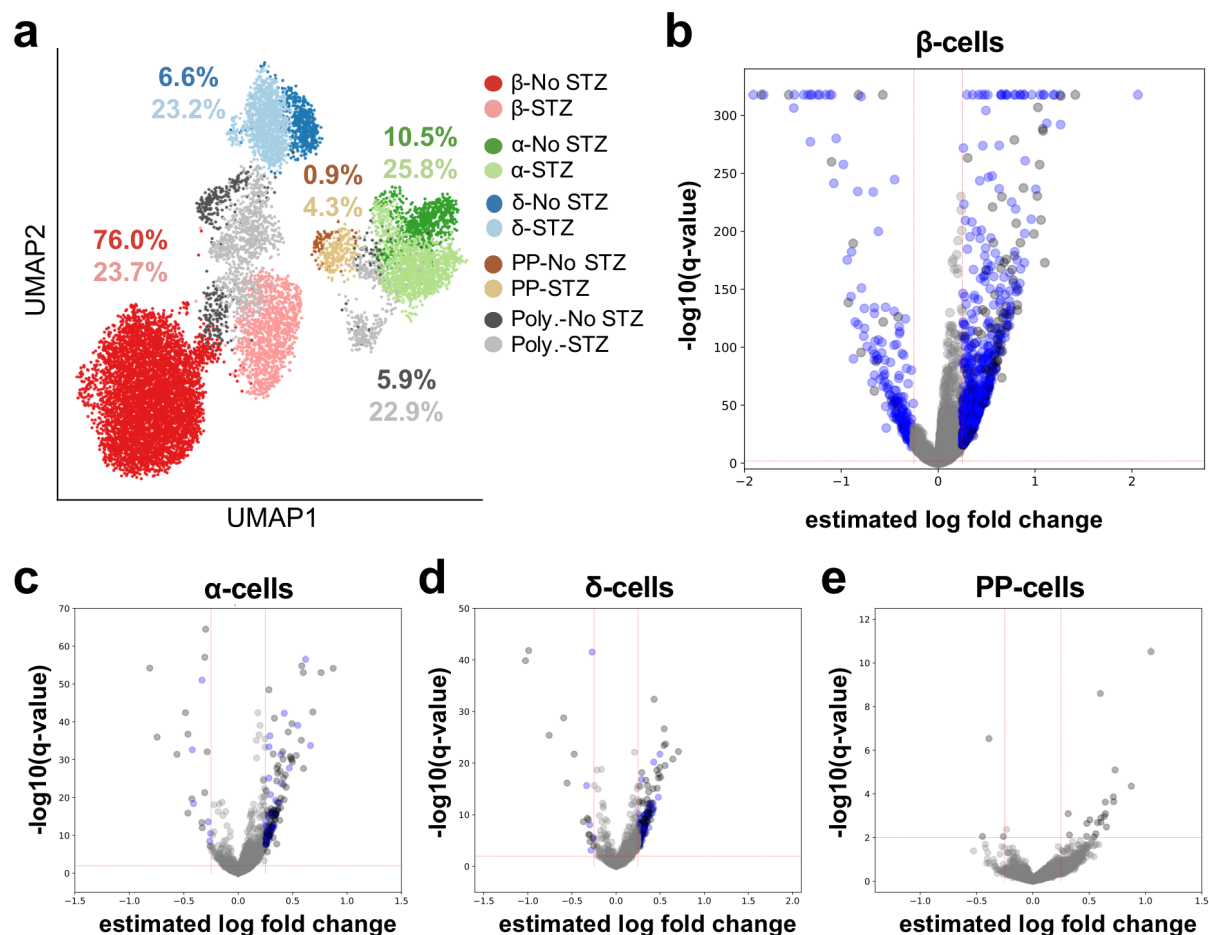 a
6.6%
23.2%
10.5%
25.8%
0.9%
4.3%
76.0%
23.7%
5.9%
22.9%
UMAP2
UMAP1
β-No STZ
β-STZ
α-No STZ
α-STZ
δ-No STZ
δ-STZ
PP-No STZ
PP-STZ
Poly.-No STZ
Poly.-STZ
b
β-cells
-log10(q-value)
300
250
200
150
100
50
0
−2 −1 0 1 2
estimated log fold change
c
α-cells
-log10(q-value)
70
60
50
40
30
20
10
0
−1.5 −1.0 −0.5 0.0 0.5 1.0 1.5
estimated log fold change
d
δ-cells
-log10(q-value)
50
40
30
20
10
0
−1.5 −1.0 −0.5 0.0 0.5 1.0 1.5 2.0
estimated log fold change
e
PP-cells
-log10(q-value)
12
10
8
6
4
2
0
−1.0 −0.5 0.0 0.5 1.0 1.5
estimated log fold change